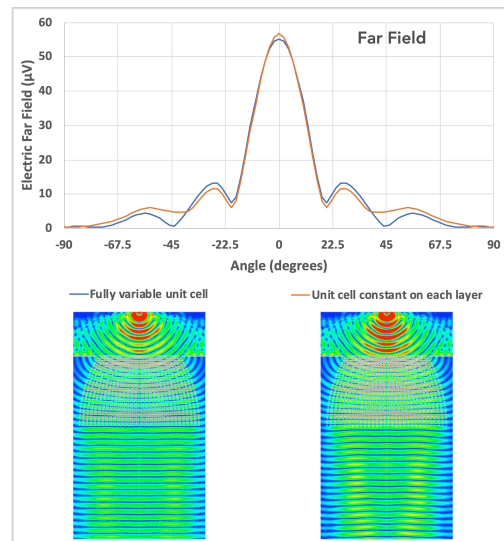 60
Far Field
50
40
30
20
10
0
Electric Far Field (µV)
-90 -67.5 -45 -22.5 0 22.5 45 67.5 90
Angle (degrees)
Fully variable unit cell
Unit cell constant on each layer